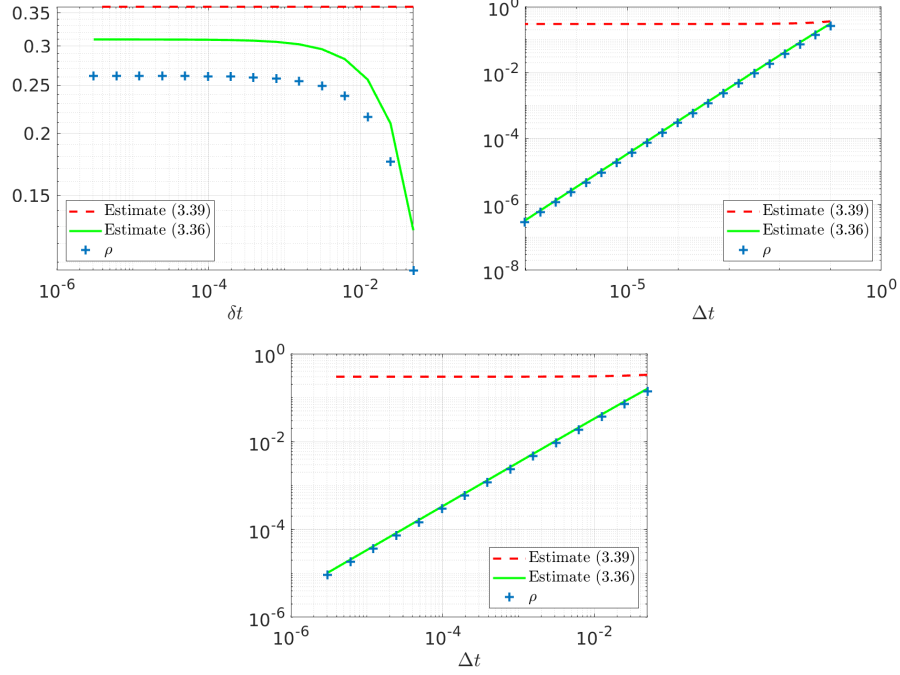 0.35
0.3
0.25
0.2
0.15
Estimate (3.39)
Estimate (3.36)
ρ
10^-6
10^-4
10^-2
δt
10^0
10^-2
10^-4
10^-6
10^-8
Estimate (3.39)
Estimate (3.36)
ρ
10^-5
10^0
Δt
10^0
10^-2
10^-4
10^-6
Estimate (3.39)
Estimate (3.36)
ρ
10^-6
10^-4
10^-2
Δt